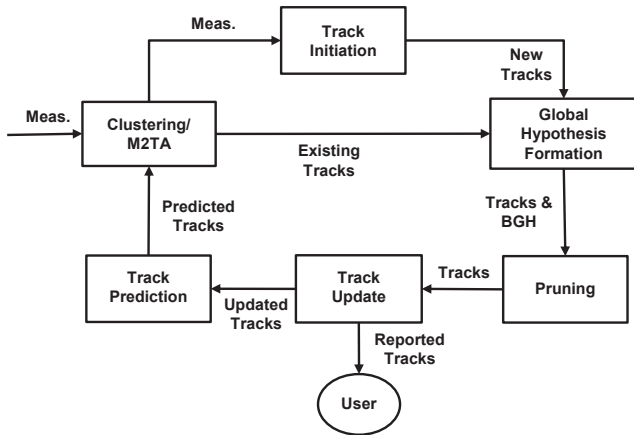 Meas.
Track
Initiation
New
Tracks
Meas.
Clustering/
M2TA
Existing
Tracks
Global
Hypothesis
Formation
Predicted
Tracks
Tracks &
BGH
Track
Prediction
Updated
Tracks
Track
Update
Tracks
Pruning
Reported
Tracks
User